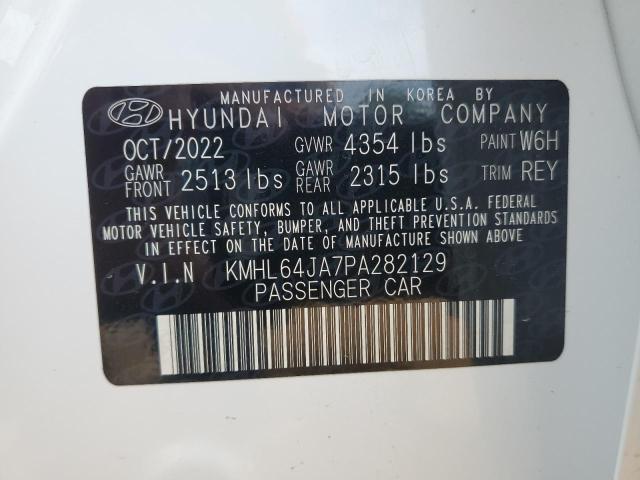 MANUFACTURED IN KOREA BY
HYUNDAI MOTOR COMPANY
OCT/2022 GVWR 4354 lbs PAINT W6H
GAWR FRONT 2513 lbs GAWR REAR 2315 lbs TRIM REY
THIS VEHICLE CONFORMS TO ALL APPLICABLE U.S.A. FEDERAL
MOTOR VEHICLE SAFETY, BUMPER, AND THEFT PREVENTION STANDARDS
IN EFFECT ON THE DATE OF MANUFACTURE SHOWN ABOVE.
V.I.N KMHL64JA7PA282129
PASSENGER CAR